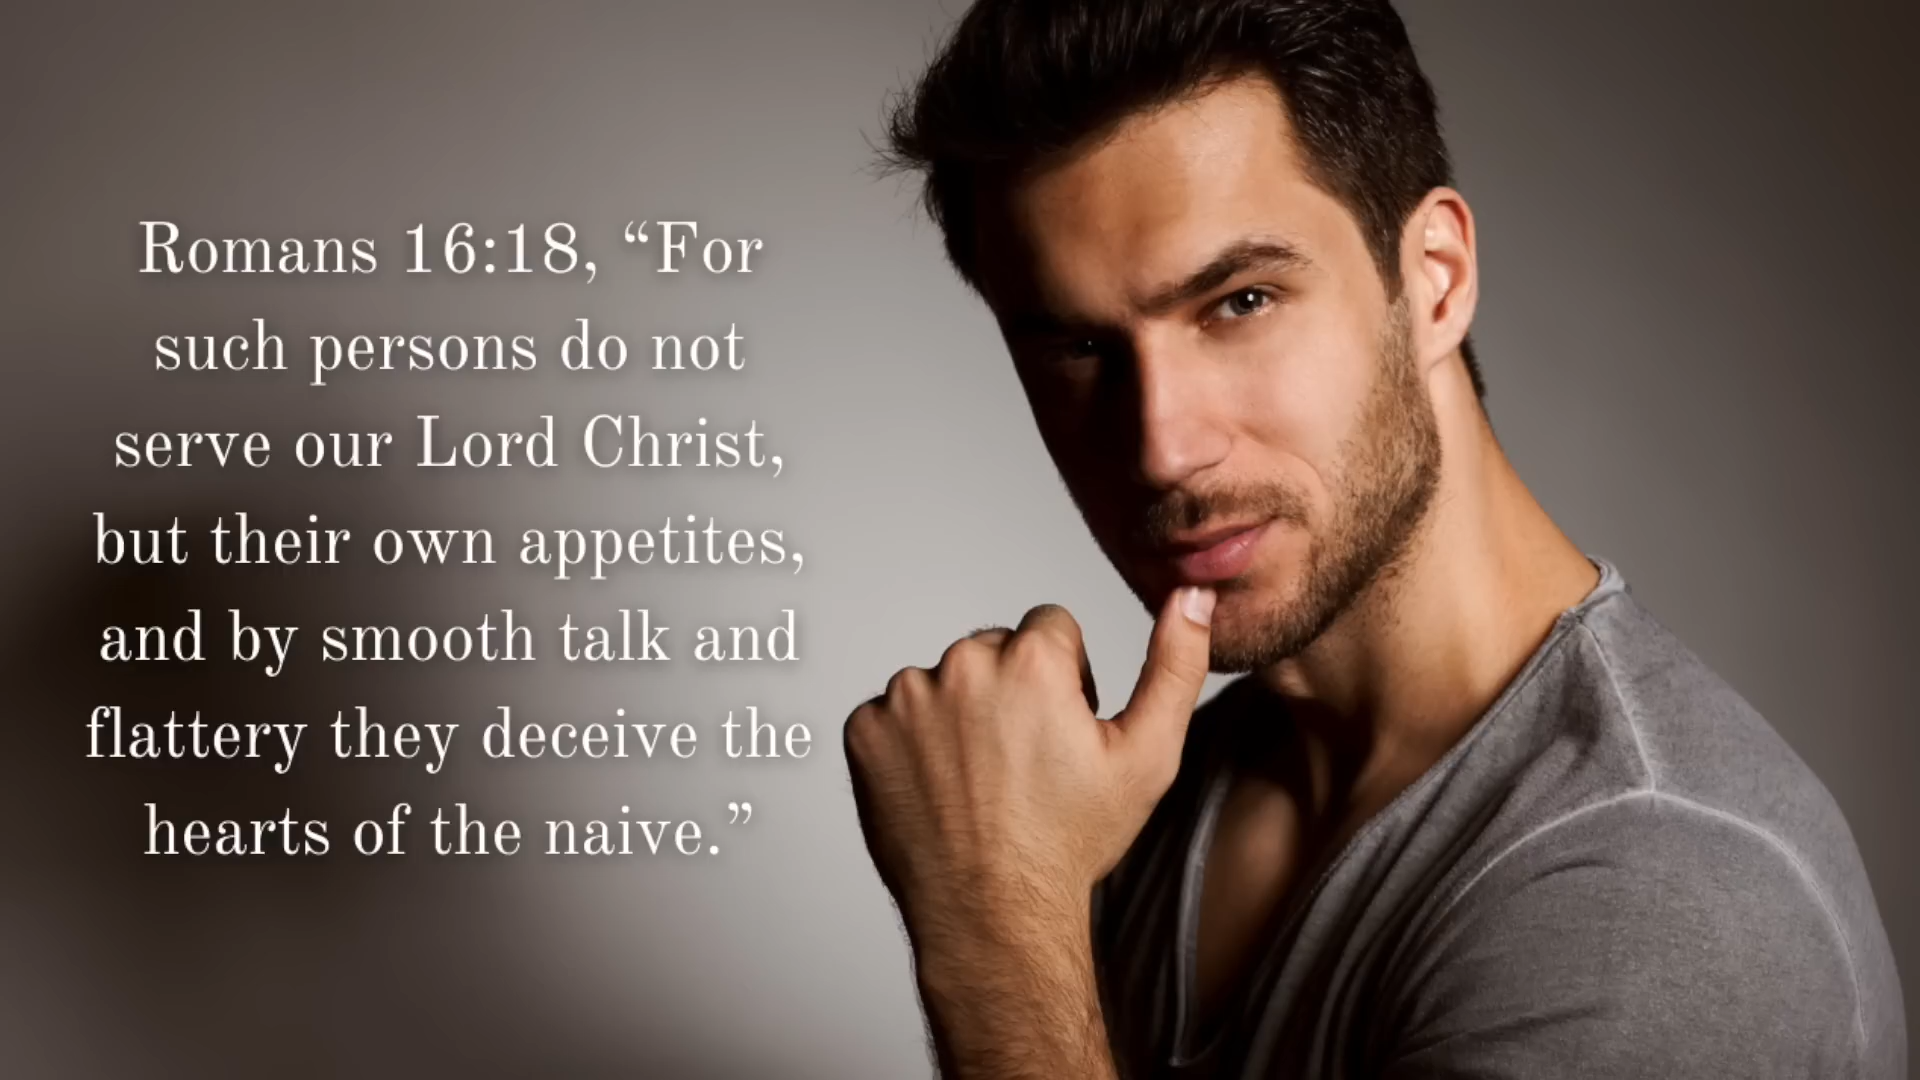 Romans 16:18, “For
such persons do not
serve our Lord Christ,
but their own appetites,
and by smooth talk and
flattery they deceive the
hearts of the naive.”